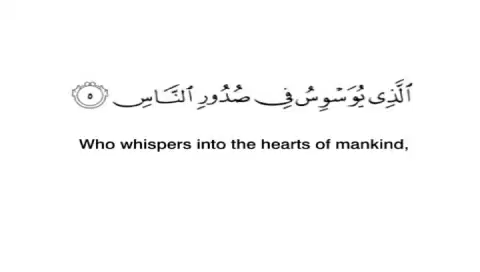 ٱلَّذِى يُوَسْوِسُ فِى صُدُورِ ٱلنَّاسِ ٥
Who whispers into the hearts of mankind,